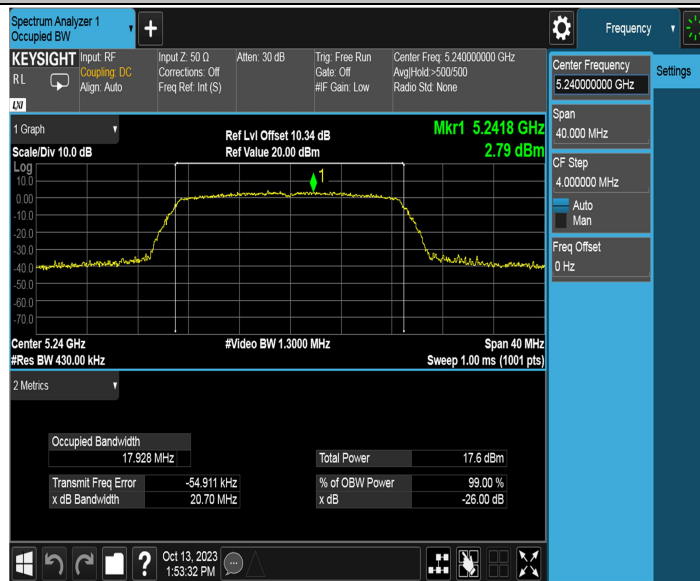 Spectrum Analyzer 1
Occupied BW
Frequency
KEYSIGHT
RL
LXI
Input: RF
Coupling: DC
Align: Auto
Input Z: 50 Ω
Corrections: Off
Freq Ref: Int (S)
Atten: 30 dB
Trig: Free Run
Gate: Off
#IF Gain: Low
Center Freq: 5.240000000 GHz
Avg|Hold:>500/500
Radio Std: None
Center Frequency
5.240000000 GHz
Settings
Span
40.000 MHz
CF Step
4.000000 MHz
Auto
Man
Freq Offset
0 Hz
1 Graph
Scale/Div 10.0 dB
Ref Lvl Offset 10.34 dB
Ref Value 20.00 dBm
Mkr1 5.2418 GHz
2.79 dBm
Log
10.0
0.00
-10.0
-20.0
-30.0
-40.0
-50.0
-60.0
-70.0
1
Center 5.24 GHz
#Video BW 1.3000 MHz
Span 40 MHz
#Res BW 430.00 kHz
Sweep 1.00 ms (1001 pts)
2 Metrics
Occupied Bandwidth
17.928 MHz
Total Power 17.6 dBm
Transmit Freq Error -54.911 kHz
% of OBW Power 99.00 %
x dB Bandwidth 20.70 MHz
x dB -26.00 dB
Oct 13, 2023
1:53:32 PM